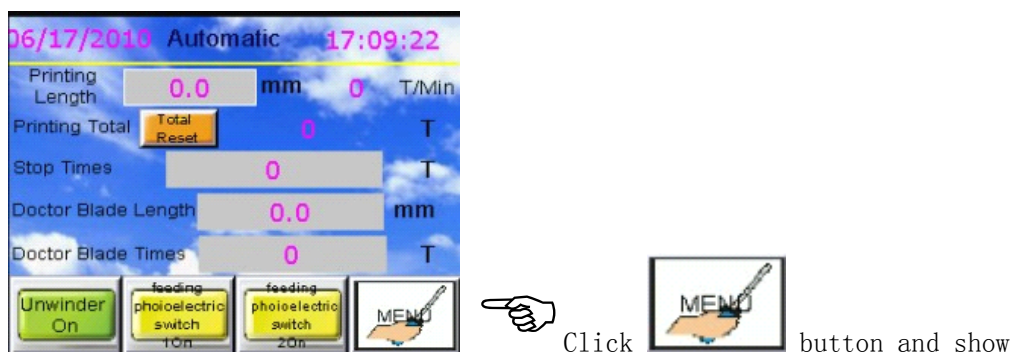 06/17/2010 Automatic 17:09:22
Printing Length 0.0 mm 0 T/Min
Printing Total Total Reset 0 T
Stop Times 0 T
Doctor Blade Length 0.0 mm
Doctor Blade Times 0 T
Unwinder On
feeding phoioelectric switch 1On
feeding phoioelectric switch 2On
MENU
Click MENU button and show